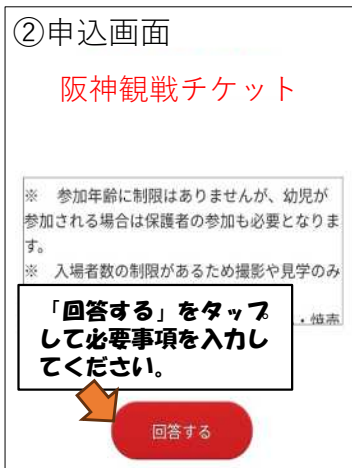 ②申込画面
阪神観戦チケット
※ 参加年齢に制限はありませんが、幼児が
参加される場合は保護者の参加も必要となりま
す。
※ 入場者数の制限があるため撮影や見学のみ
「回答する」をタップ
して必要事項を入力し
てください。
回答する